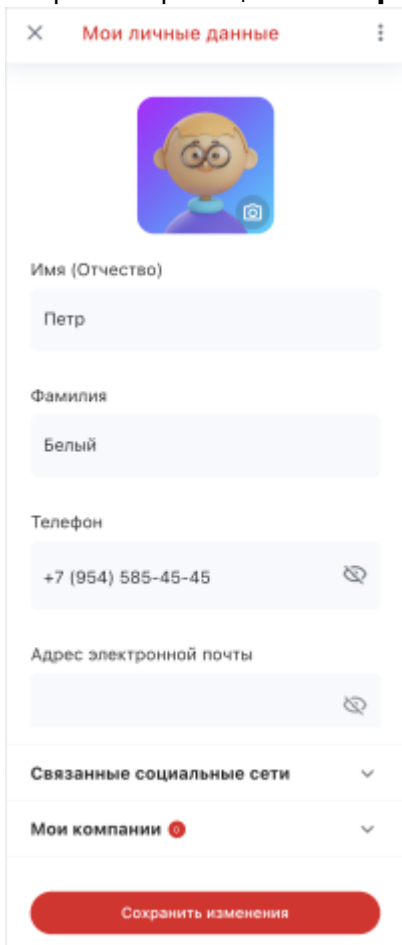 Мои личные данные
Имя (Отчество)
Петр
Фамилия
Белый
Телефон
+7 (954) 585-45-45
Адрес электронной почты
Связанные социальные сети
Мои компании 0
Сохранить изменения